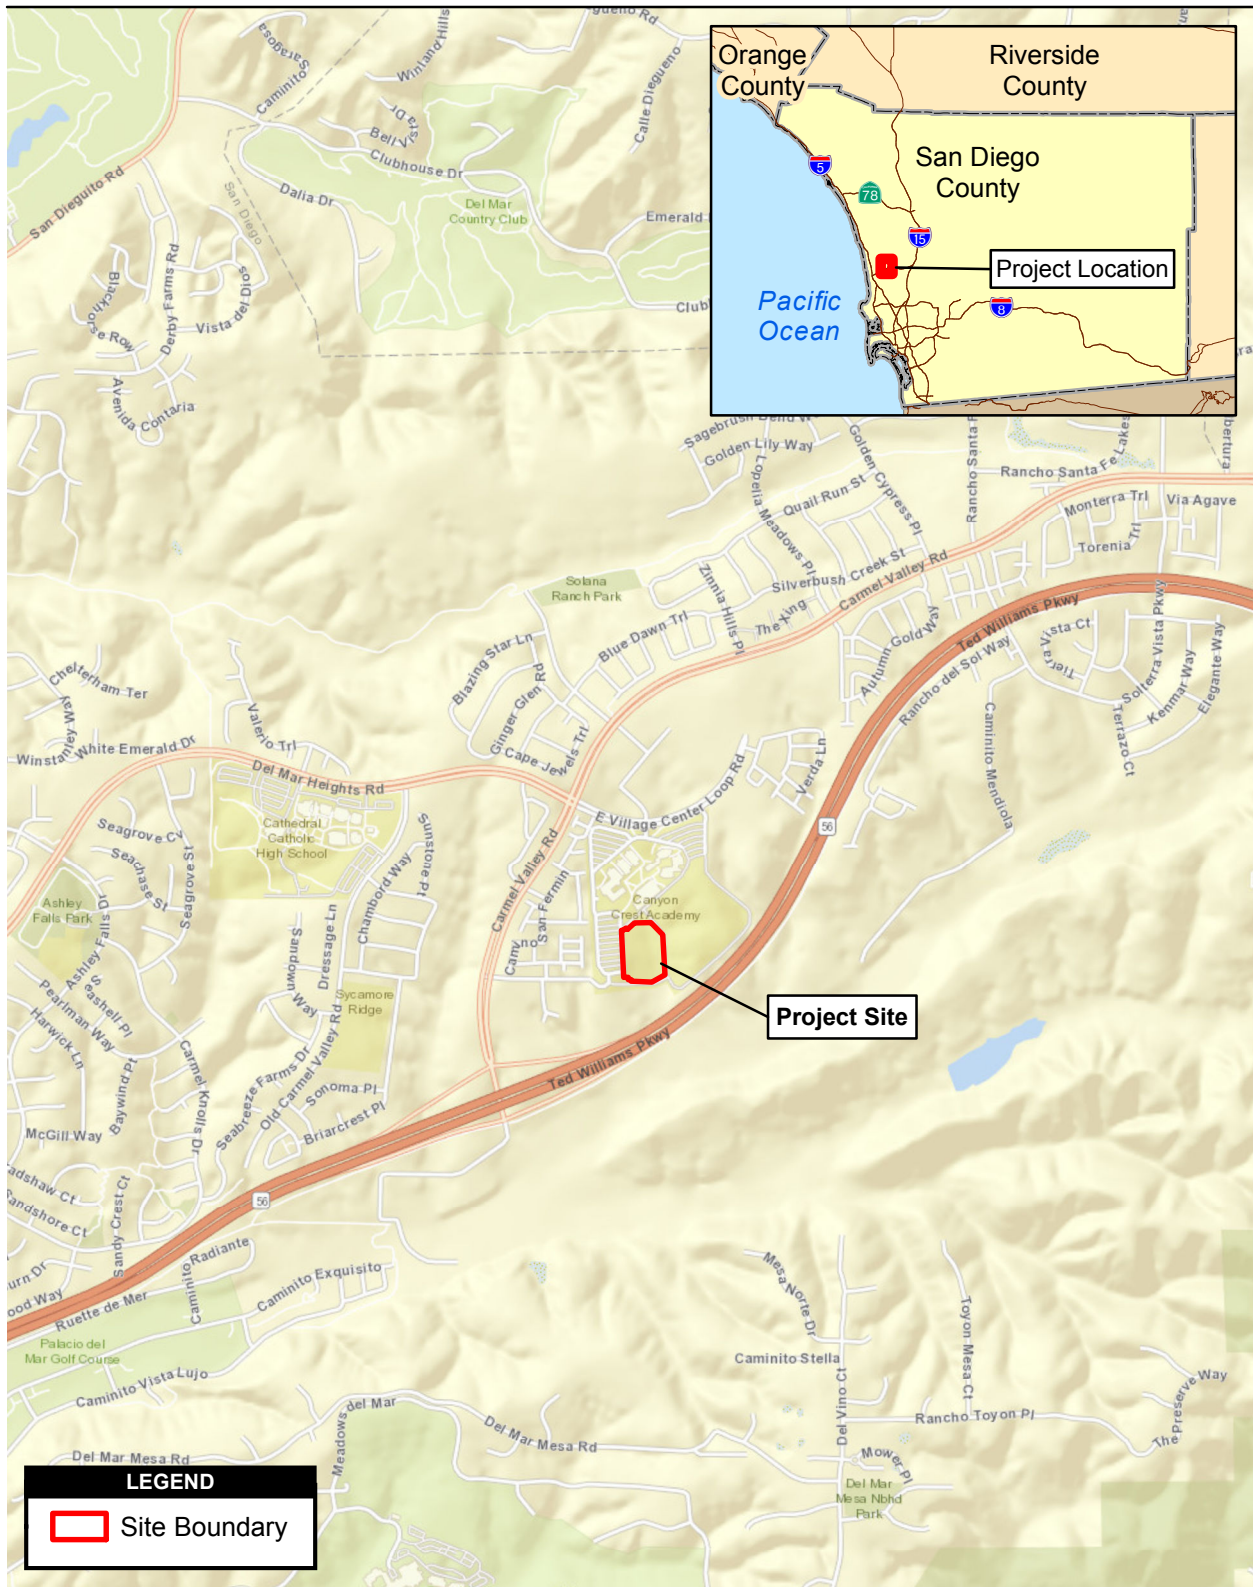 Orange
County
Riverside
County
San Diego
County
5
78
15
8
Project Location
Pacific
Ocean
Caminito
Saragosa
Winland Hills
Calle Diegueno
Clubhouse Dr
San Dieguito Rd
San Diego
Dalia Dr
Del Mar
Country Club
Emerald
Derby Farms Rd
Vista del Dios
Avenida Contaria
Sagebrush Bend W
Golden Lily Way
Lopelia Meadows Pl
Golden Cypress Pl
Quail Run St
Rancho Santa F
Rancho Santa Fe Lakes
Monterra Trl
Via Agave
Torenia Trl
Silverbush Creek St
Carmel Valley Rd
Solana
Ranch Park
Zinnia Hills Pl
The King
Blue Dawn Trl
Autumn Gold Way
Ted Williams Pkwy
Rancho del Sol Way
Tierra Vista Ct
Solterra Vista Pkwy
Kenmar Way
Elegante Way
Terrazo Ct
Caminito Mendiola
Blazing Star Ln
Ginger Glen Rd
Cape Jewels Trl
Chelterham Ter
Winstanley Way
White Emerald Dr
Valerio Trl
Del Mar Heights Rd
E Village Center Loop Rd
Verda Ln
56
Cathedral
Catholic
High School
Seagrove Cv
Seachase St
Seagrove St
Sunstone Pt
Chambord Way
Carmel Valley Rd
San Fermin
Canyon
Crest Academy
Ashley
Falls Park
Ashley Falls Dr
Dressage Ln
Sandown Way
Sycamore
Ridge
Project Site
Pearlman Way
Seashelf Pl
Harwick Ln
Baywind Pt
Carmel Knolls Dr
Seabreeze Farms Dr
Old Carmel Valley Rd
Sonoma Pl
Briarcrest Pl
Ted Williams Pkwy
McGill Way
adshaw Ct
Sandshore Ct
Sandy Crest Ct
56
Caminito Radiante
Caminito Exquisito
Ruette de Mer
Palacio del
Mar Golf Course
Caminito Vista Lujo
Mesa Norte Dr
Caminito Stella
Del Vino Ct
Toyon Mesa Ct
Rancho Toyon Pl
The Preserve Way
Mower Pl
Del Mar
Mesa Nbhd
Park
Meadows del Mar
Del Mar Mesa Rd
Del Mar Mesa Rd
LEGEND
Site Boundary